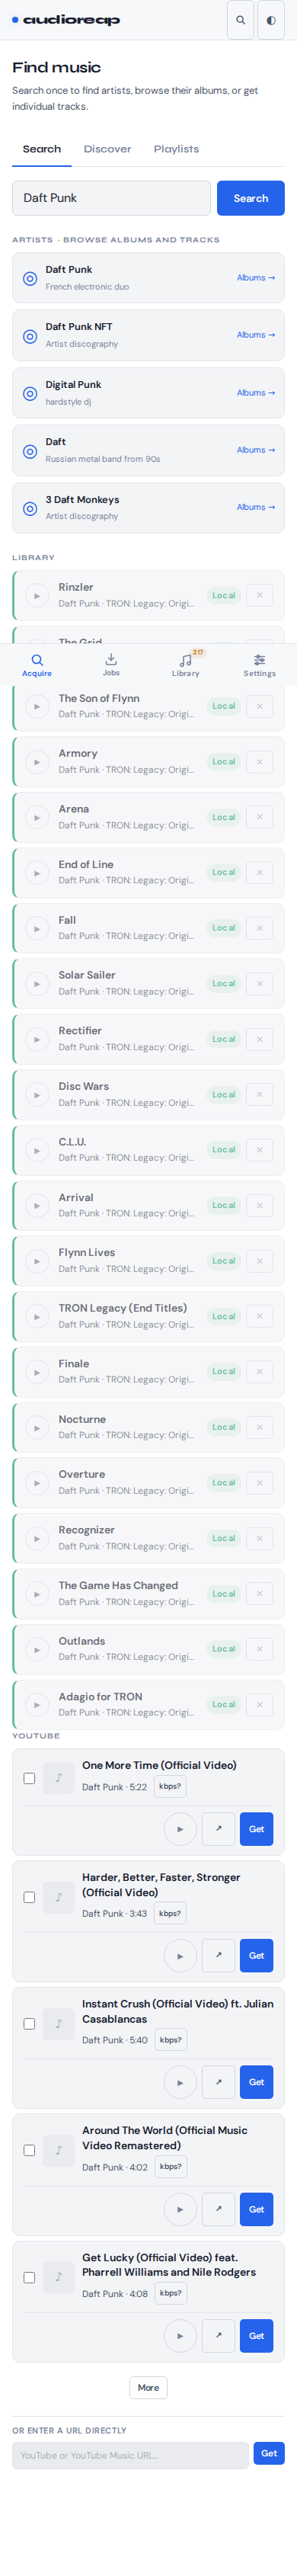 audioreap
Find music
Search once to find artists, browse their albums, or get
individual tracks.
Search Discover Playlists
Daft Punk Search
ARTISTS · BROWSE ALBUMS AND TRACKS
Daft Punk
French electronic duo
Albums →
Daft Punk NFT
Artist discography
Albums →
Digital Punk
hardstyle dj
Albums →
Daft
Russian metal band from 90s
Albums →
3 Daft Monkeys
Artist discography
Albums →
LIBRARY
Rinzler
Daft Punk · TRON: Legacy: Origi...
Local
The Grid
317
Acquire Jobs Library Settings
The Son of Flynn
Daft Punk · TRON: Legacy: Origi...
Local
Armory
Daft Punk · TRON: Legacy: Origi...
Local
Arena
Daft Punk · TRON: Legacy: Origi...
Local
End of Line
Daft Punk · TRON: Legacy: Origi...
Local
Fall
Daft Punk · TRON: Legacy: Origi...
Local
Solar Sailer
Daft Punk · TRON: Legacy: Origi...
Local
Rectifier
Daft Punk · TRON: Legacy: Origi...
Local
Disc Wars
Daft Punk · TRON: Legacy: Origi...
Local
C.L.U.
Daft Punk · TRON: Legacy: Origi...
Local
Arrival
Daft Punk · TRON: Legacy: Origi...
Local
Flynn Lives
Daft Punk · TRON: Legacy: Origi...
Local
TRON Legacy (End Titles)
Daft Punk · TRON: Legacy: Origi...
Local
Finale
Daft Punk · TRON: Legacy: Origi...
Local
Nocturne
Daft Punk · TRON: Legacy: Origi...
Local
Overture
Daft Punk · TRON: Legacy: Origi...
Local
Recognizer
Daft Punk · TRON: Legacy: Origi...
Local
The Game Has Changed
Daft Punk · TRON: Legacy: Origi...
Local
Outlands
Daft Punk · TRON: Legacy: Origi...
Local
Adagio for TRON
Daft Punk · TRON: Legacy: Origi...
Local
YOUTUBE
One More Time (Official Video)
Daft Punk · 5:22 kbps?
Get
Harder, Better, Faster, Stronger
(Official Video)
Daft Punk · 3:43 kbps?
Get
Instant Crush (Official Video) ft. Julian
Casablancas
Daft Punk · 5:40 kbps?
Get
Around The World (Official Music
Video Remastered)
Daft Punk · 4:02 kbps?
Get
Get Lucky (Official Video) feat.
Pharrell Williams and Nile Rodgers
Daft Punk · 4:08 kbps?
Get
More
OR ENTER A URL DIRECTLY
YouTube or YouTube Music URL... Get